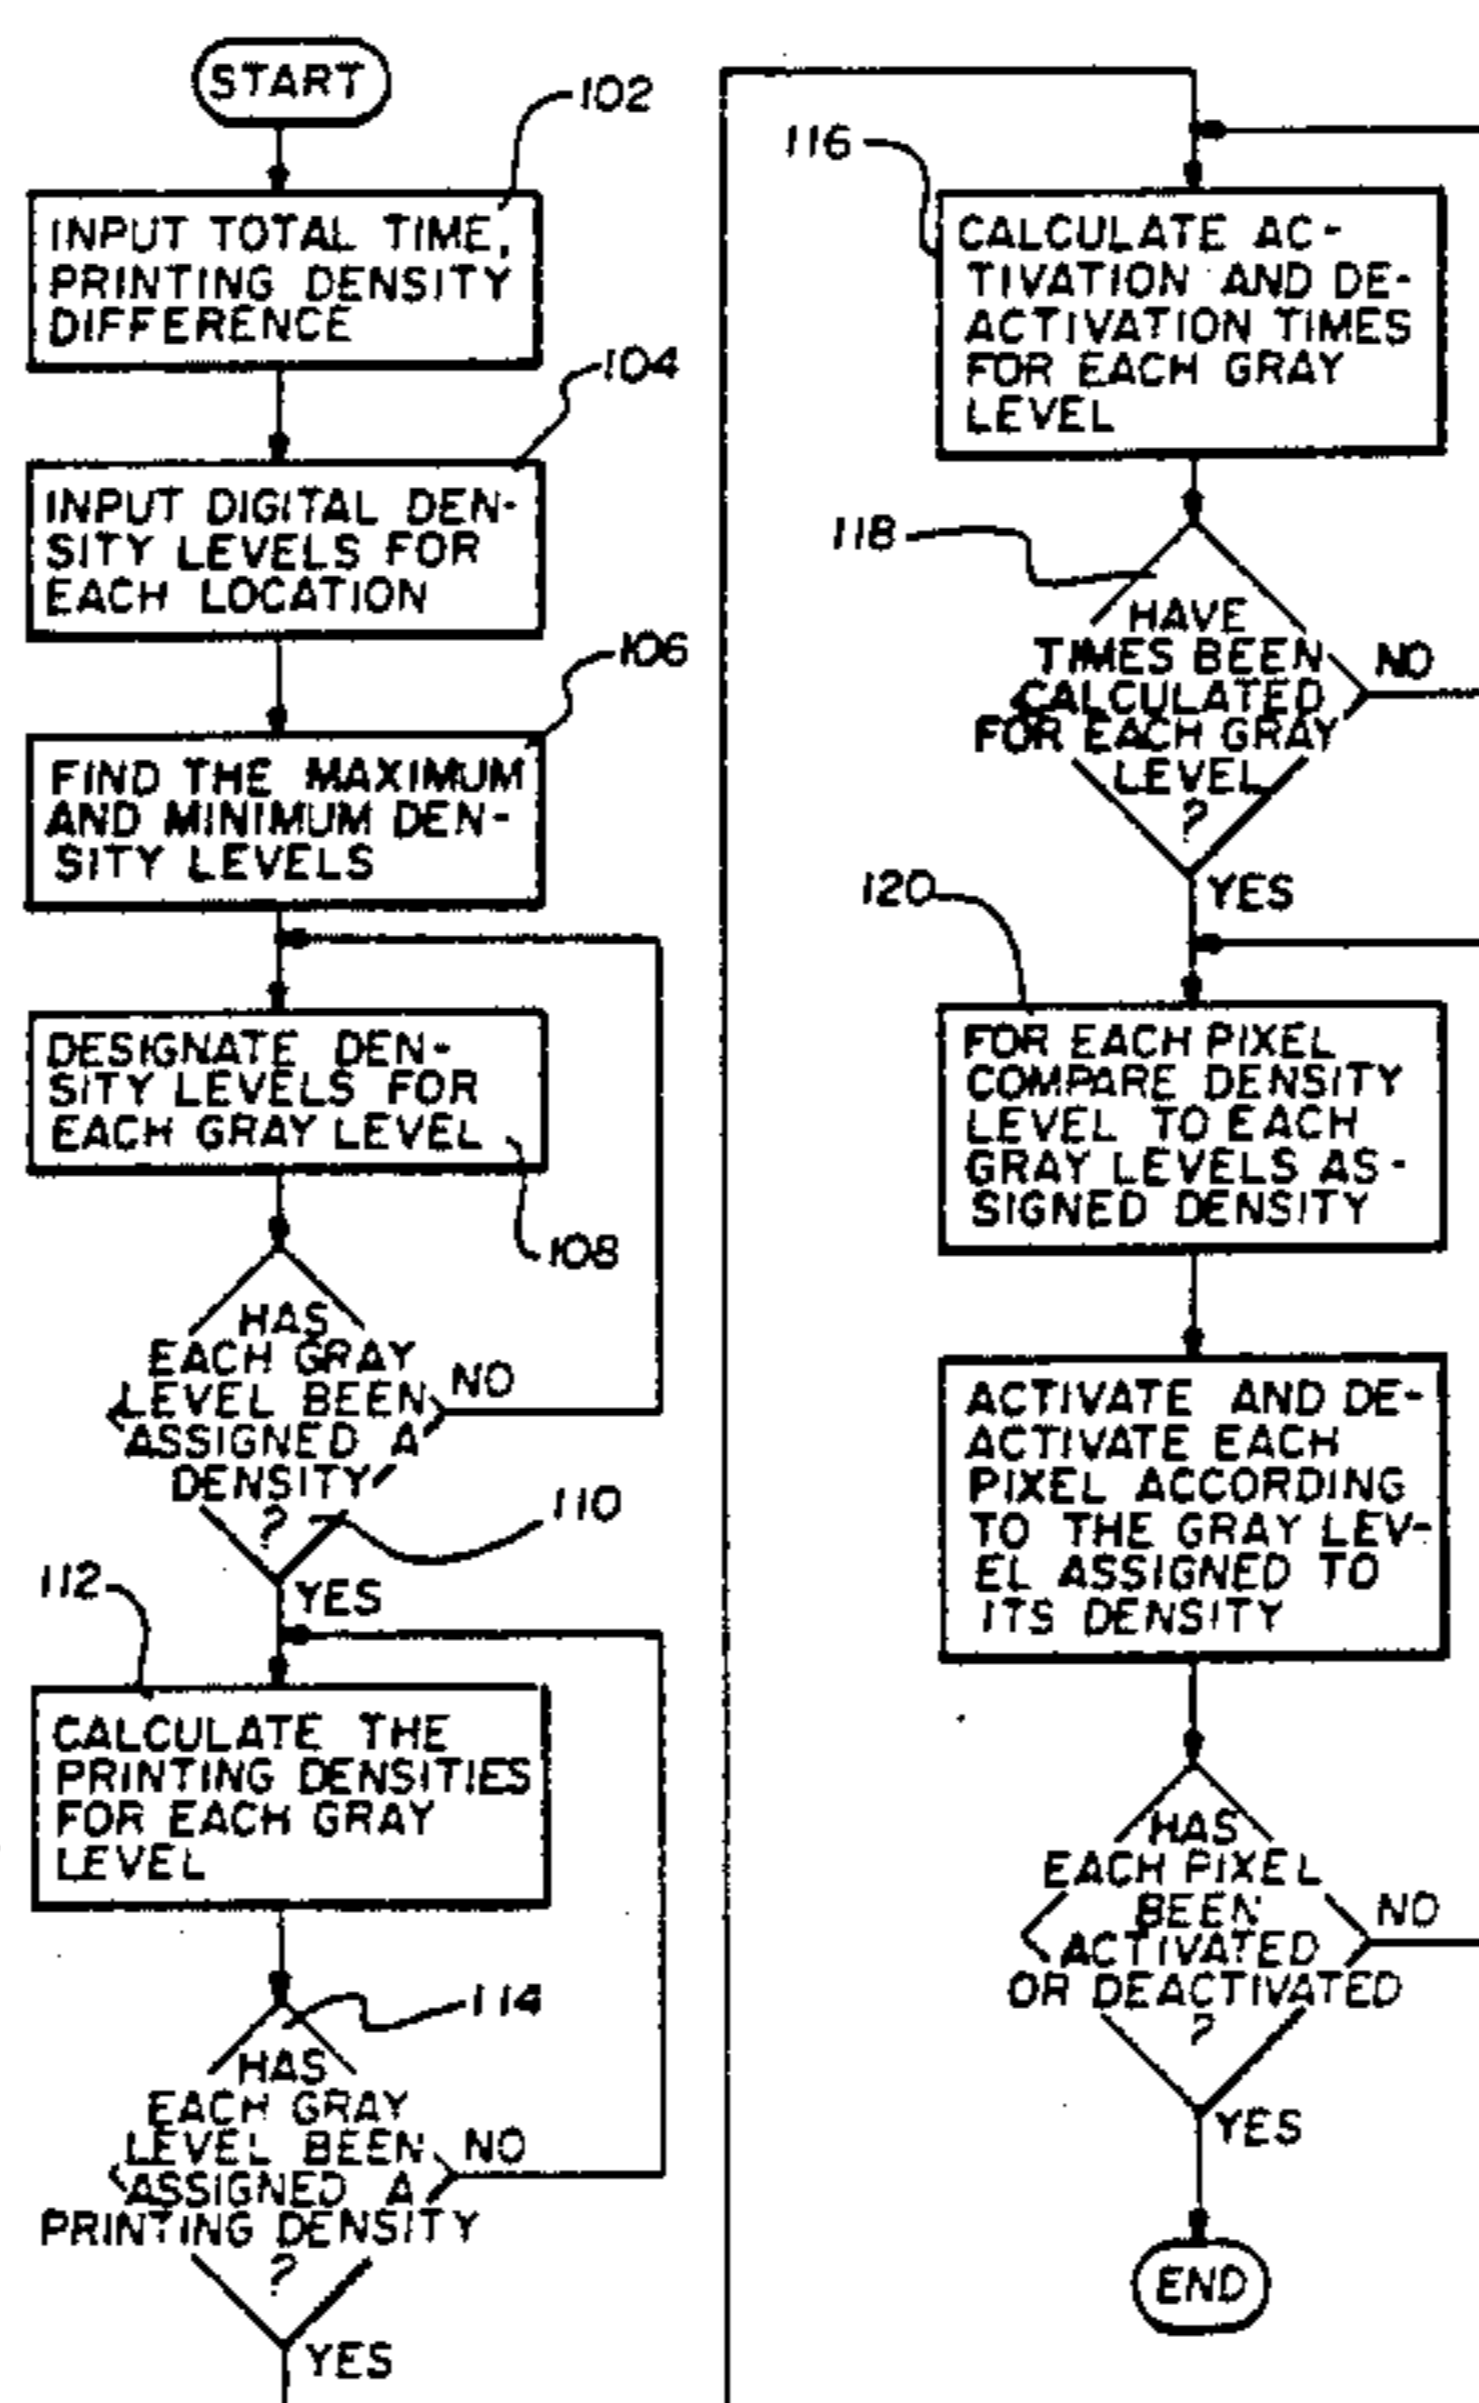 START
102
INPUT TOTAL TIME,
PRINTING DENSITY
DIFFERENCE
104
INPUT DIGITAL DEN-
SITY LEVELS FOR
EACH LOCATION
106
FIND THE MAXIMUM
AND MINIMUM DEN-
SITY LEVELS
DESIGNATE DEN-
SITY LEVELS FOR
EACH GRAY LEVEL
108
HAS
EACH GRAY
LEVEL BEEN
ASSIGNED A
DENSITY
?
NO
110
YES
112
CALCULATE THE
PRINTING DENSITIES
FOR EACH GRAY
LEVEL
114
HAS
EACH GRAY
LEVEL BEEN
ASSIGNED A
PRINTING DENSITY
?
NO
YES
116
CALCULATE AC-
TIVATION AND DE-
ACTIVATION TIMES
FOR EACH GRAY
LEVEL
118
HAVE
TIMES BEEN
CALCULATED
FOR EACH GRAY
LEVEL
?
NO
YES
120
FOR EACH PIXEL
COMPARE DENSITY
LEVEL TO EACH
GRAY LEVELS AS-
SIGNED DENSITY
ACTIVATE AND DE-
ACTIVATE EACH
PIXEL ACCORDING
TO THE GRAY LEV-
EL ASSIGNED TO
ITS DENSITY
HAS
EACH PIXEL
BEEN
ACTIVATED
OR DEACTIVATED
?
NO
YES
END